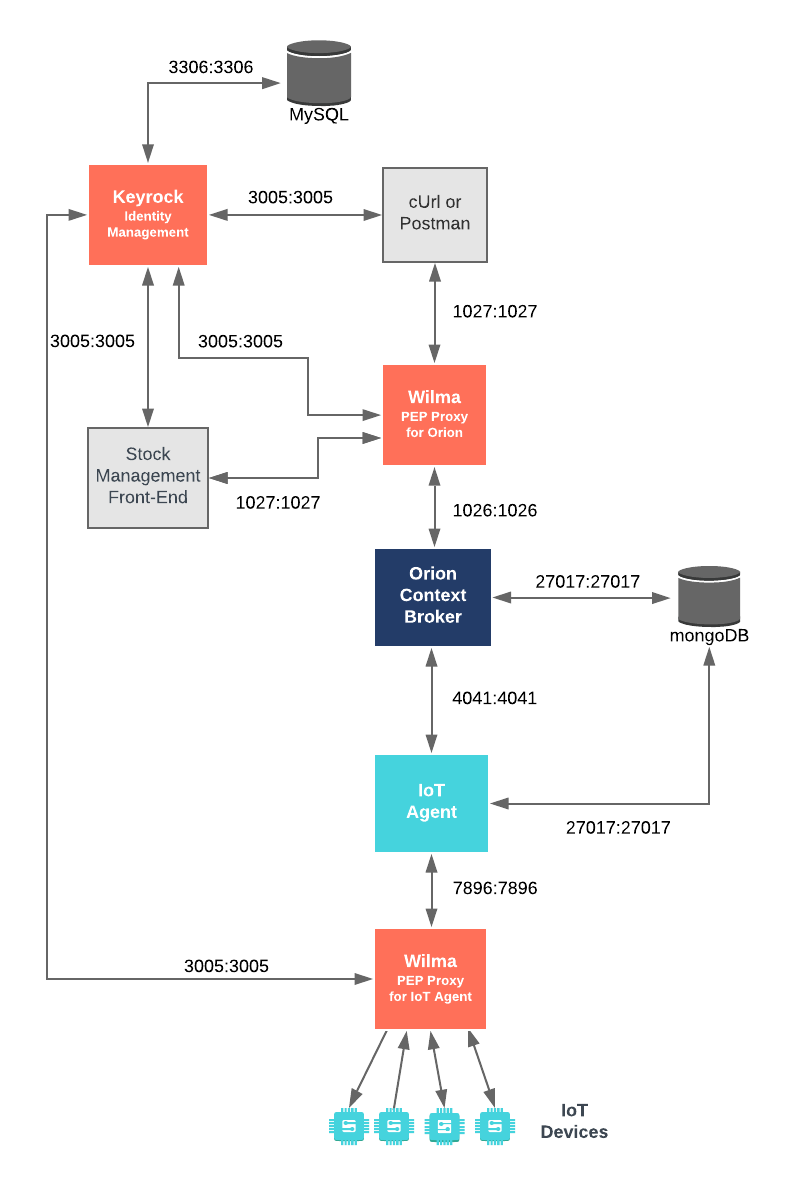 3306:3306
MySQL
Keyrock
Identity
Management
3005:3005
cUrl or
Postman
1027:1027
3005:3005
3005:3005
Wilma
PEP Proxy
for Orion
Stock
Management
Front-End
1027:1027
1026:1026
Orion
Context
Broker
27017:27017
mongoDB
4041:4041
IoT
Agent
27017:27017
7896:7896
Wilma
PEP Proxy
for IoT Agent
3005:3005
IoT
Devices